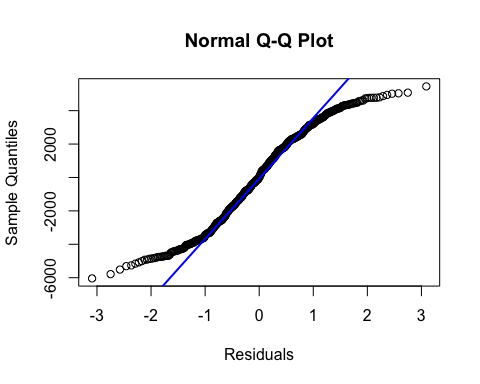 Normal Q-Q Plot
Sample Quantiles
2000
-2000
-6000
-3 -2 -1 0 1 2 3
Residuals